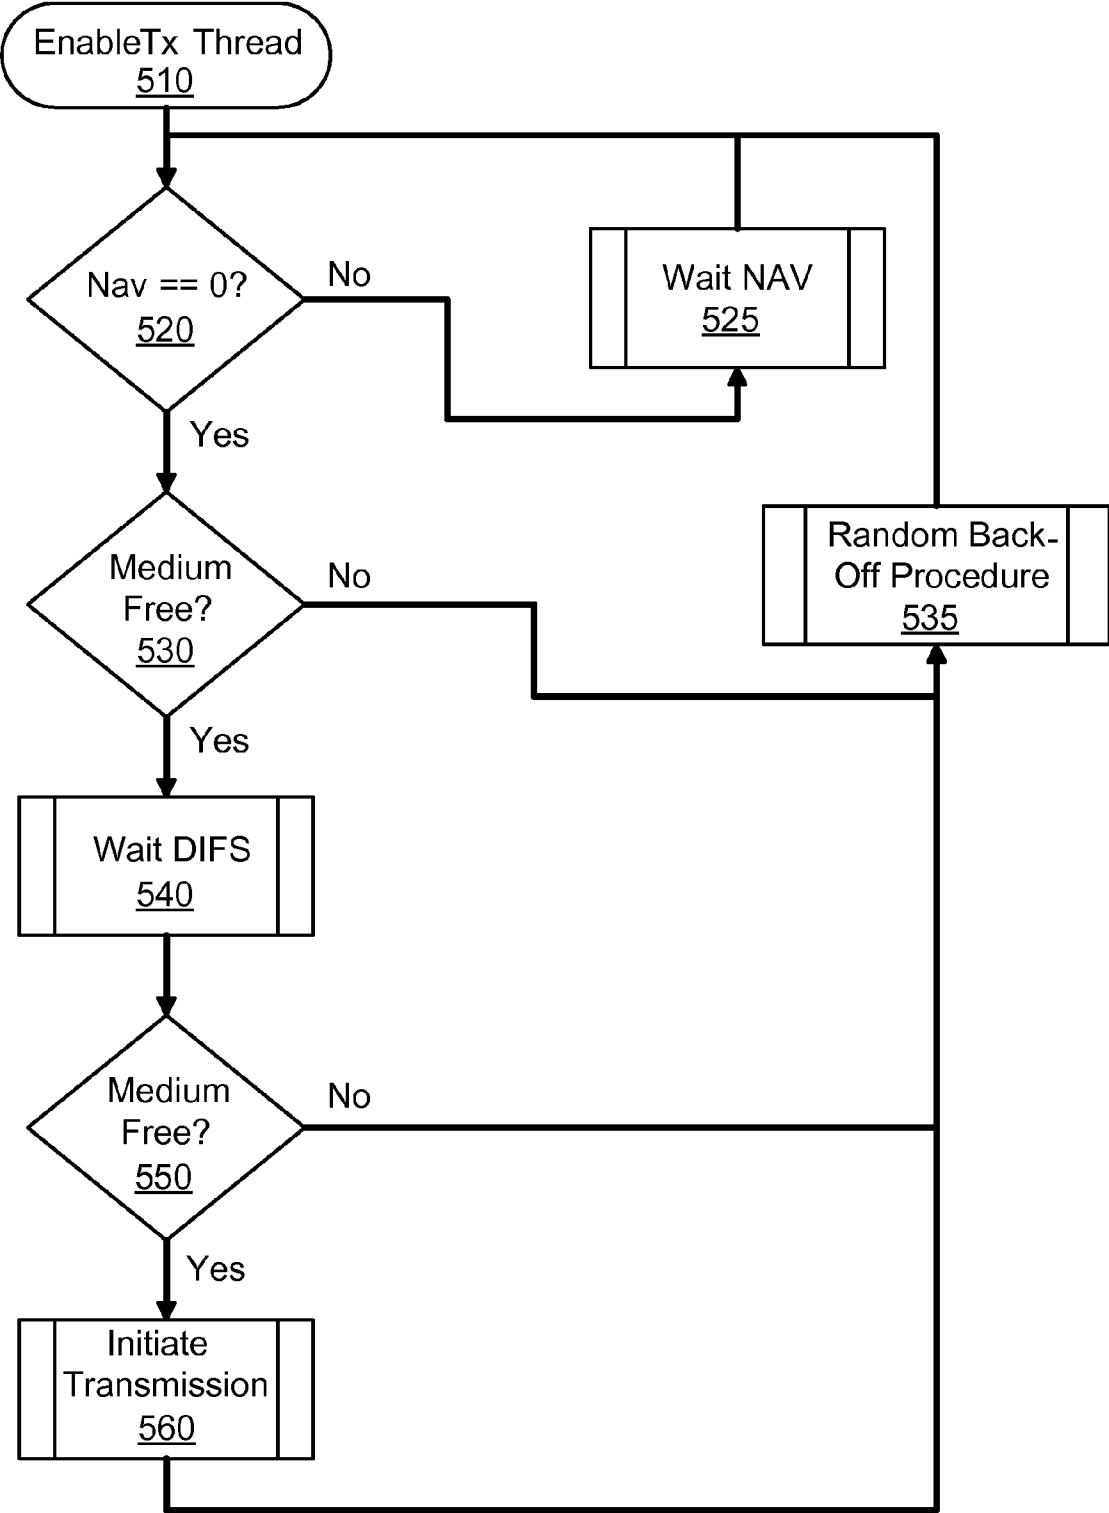 EnableTx Thread
510
Nav == 0?
520
No
Wait NAV
525
Yes
Medium
Free?
530
No
Random Back-
Off Procedure
535
Yes
Wait DIFS
540
Medium
Free?
550
No
Yes
Initiate
Transmission
560